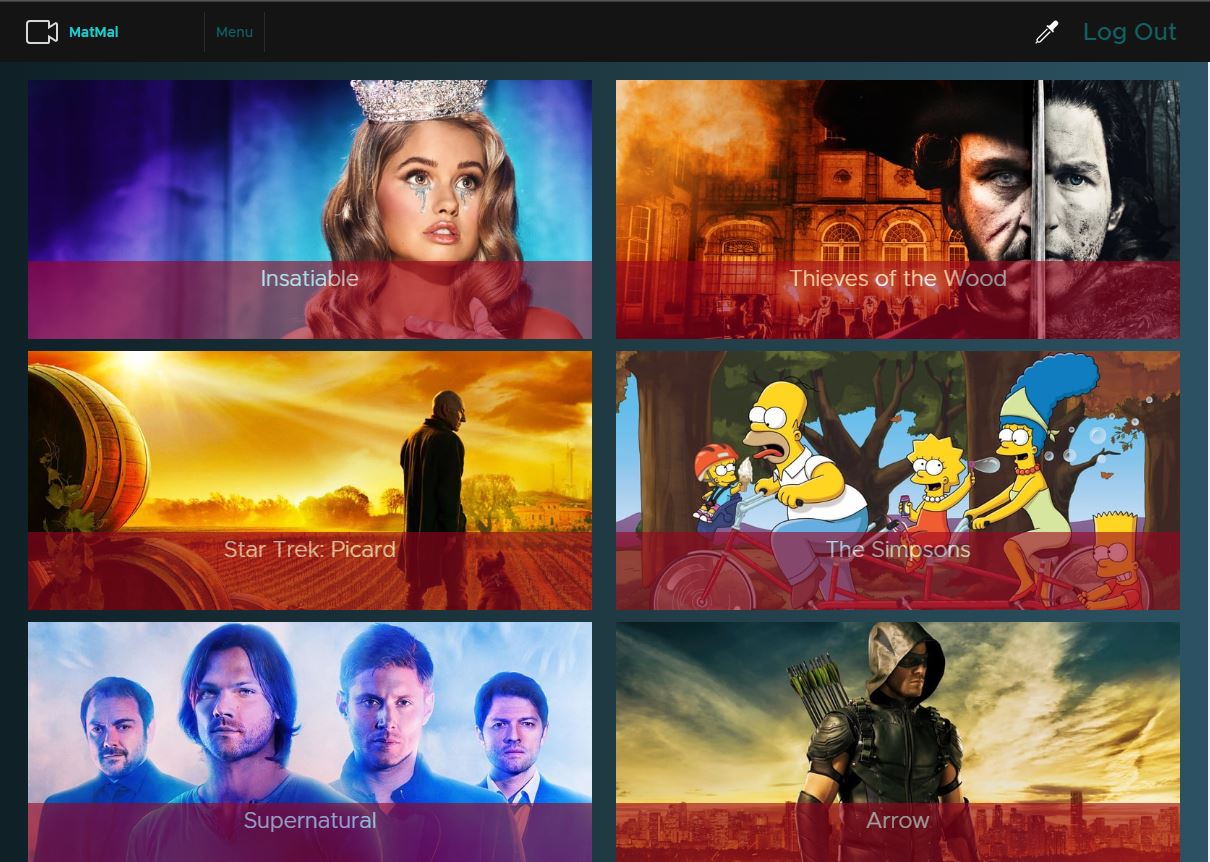 MatMal
Menu
Log Out
Insatiable
Thieves of the Wood
Star Trek: Picard
The Simpsons
Supernatural
Arrow